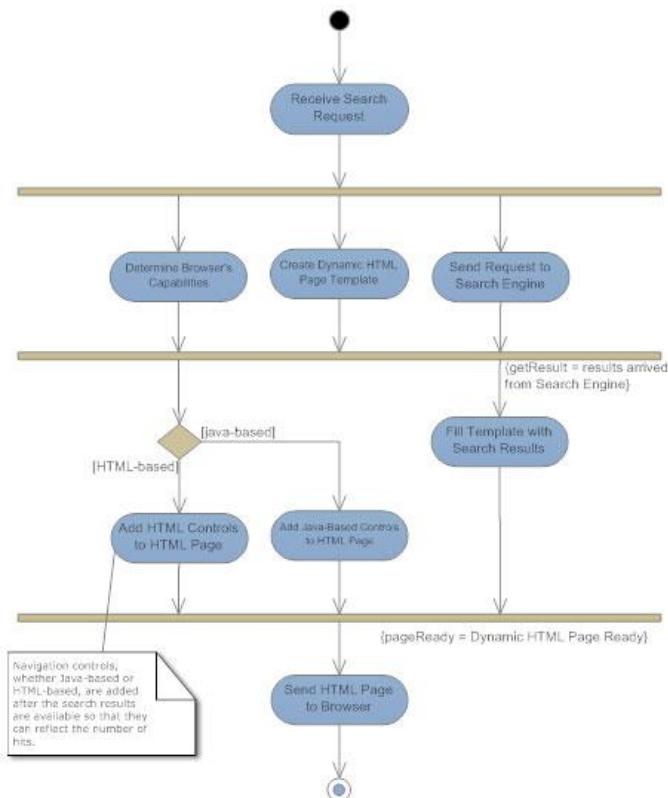 Receive Search
Request
Determine Browser's
Capabilities
Create Dynamic HTML
Page Template
Send Request to
Search Engine
{getResult = results arrived
from Search Engine}
[java-based]
[HTML-based]
Fill Template with
Search Results
Add HTML Controls
to HTML Page
Add Java-Based Controls
to HTML Page
{pageReady = Dynamic HTML Page Ready}
Navigation controls,
whether Java-based or
HTML-based, are added
after the search results
are available so that they
can reflect the number of
hits.
Send HTML Page
to Browser